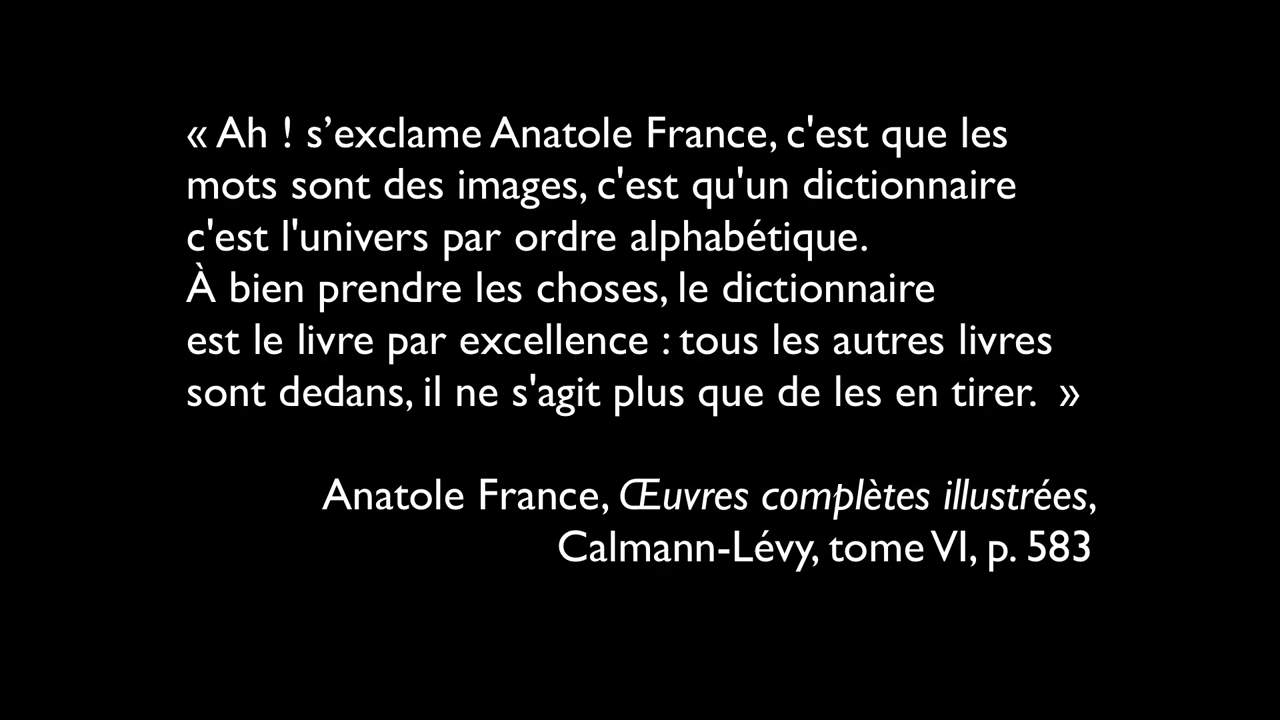 « Ah ! s’exclame Anatole France, c'est que les
mots sont des images, c'est qu'un dictionnaire
c'est l'univers par ordre alphabétique.
À bien prendre les choses, le dictionnaire
est le livre par excellence : tous les autres livres
sont dedans, il ne s'agit plus que de les en tirer.  »
Anatole France, Œuvres complètes illustrées,
Calmann-Lévy, tome VI, p. 583